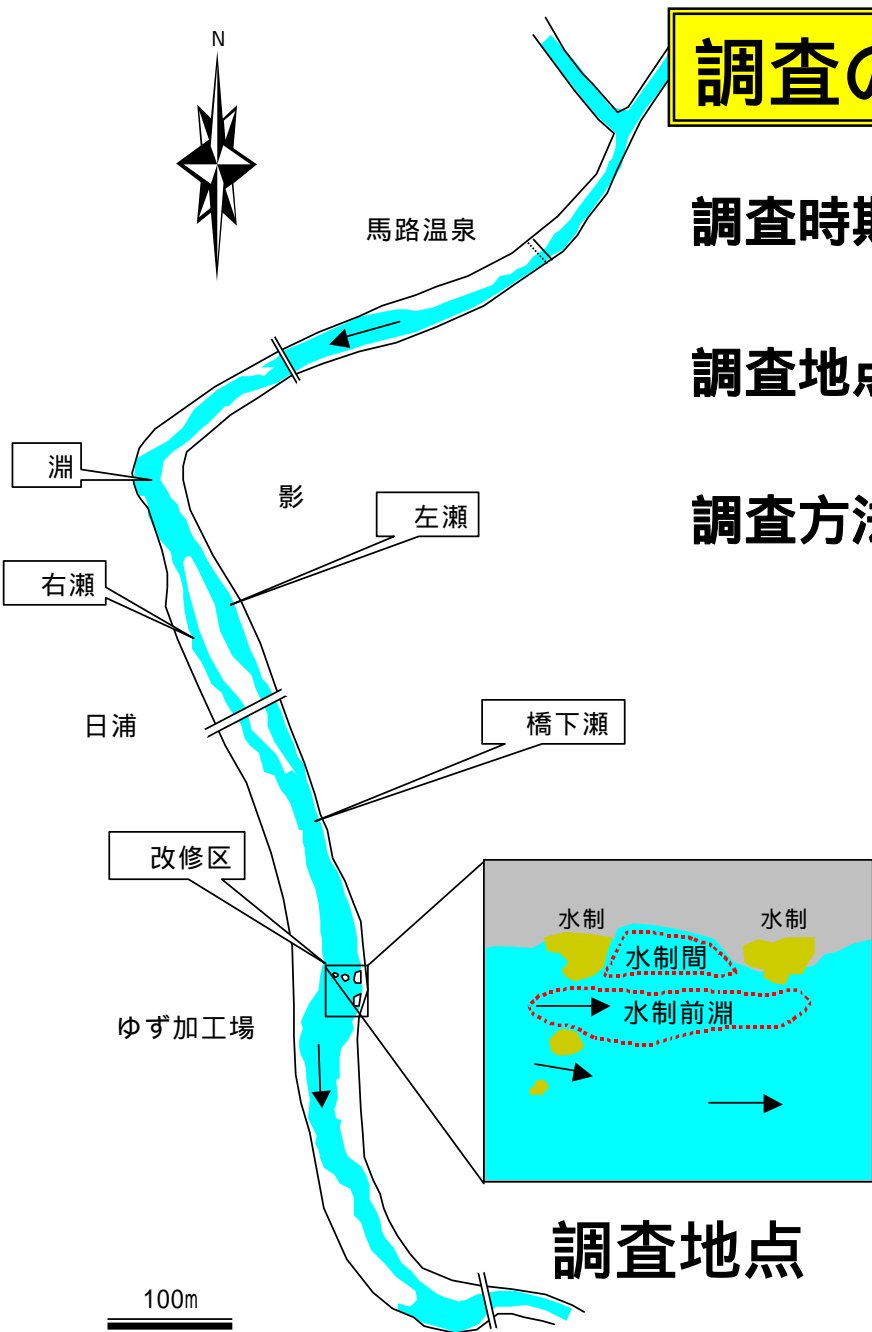 N
調査の
調査時期
馬路温泉
調査地点
淵
影
左瀬
調査方法
右瀬
日浦
橋下瀬
改修区
水制
水制
水制間
水制前淵
ゆず加工場
調査地点
100m